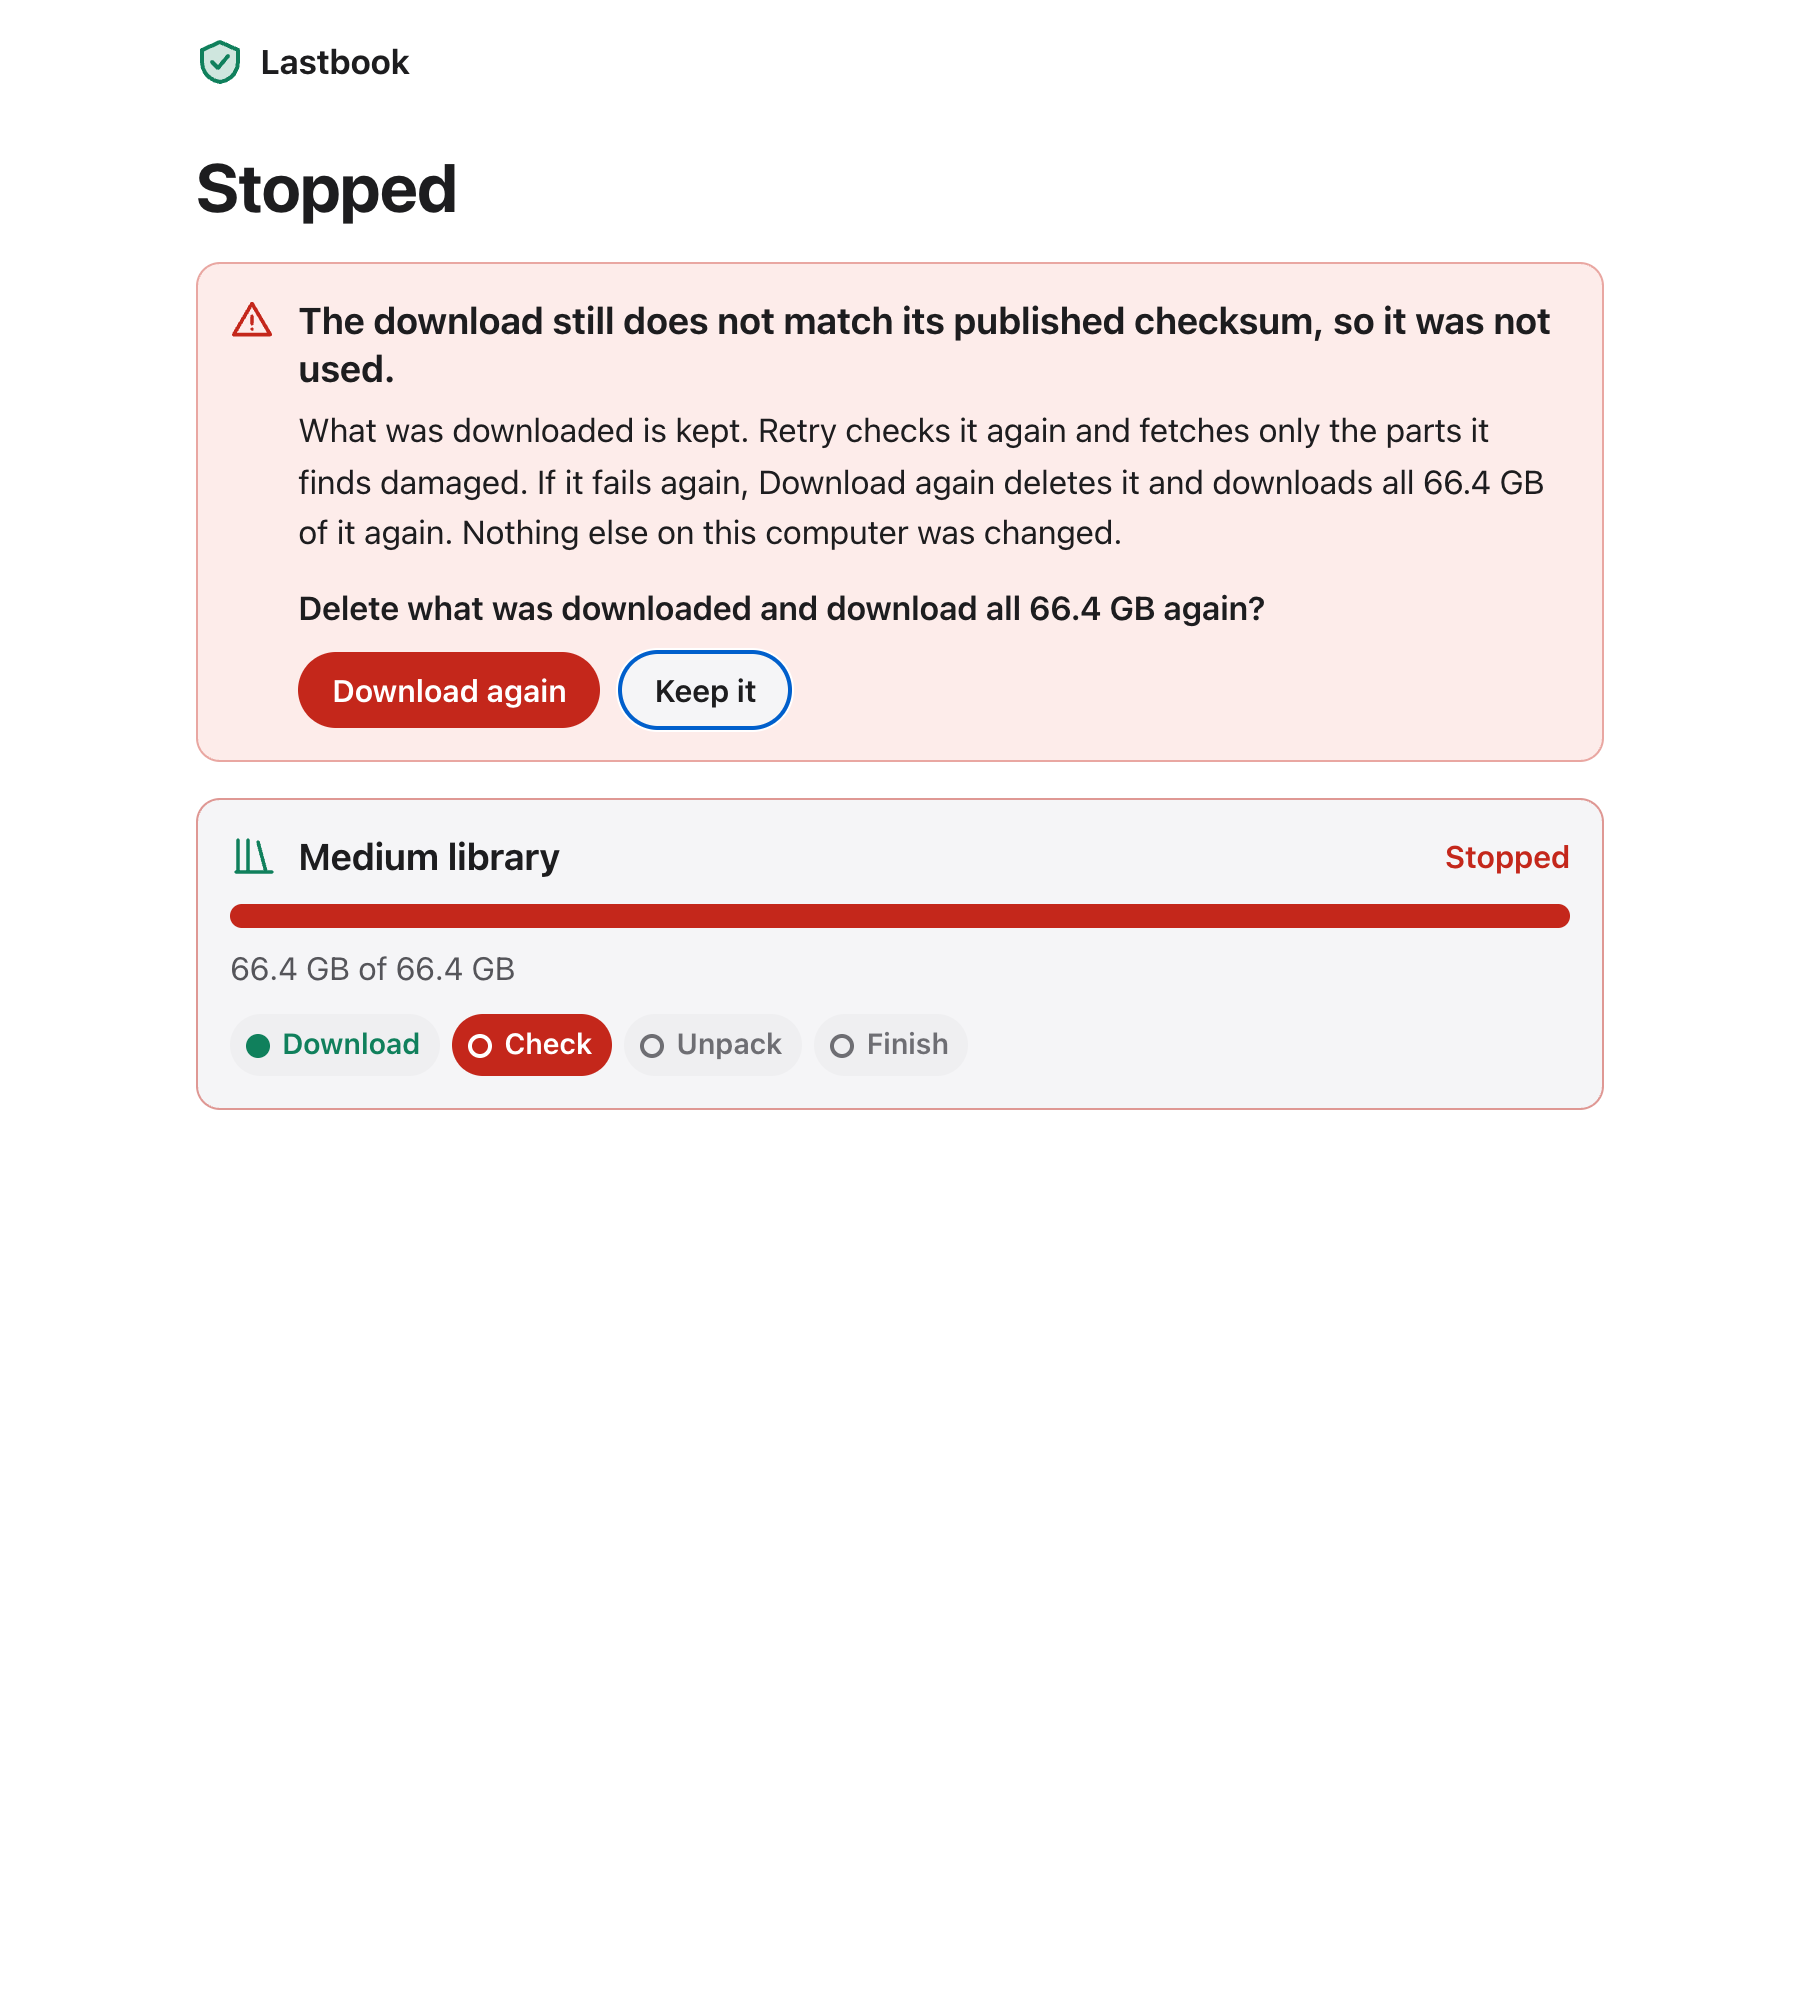 Lastbook
Stopped
The download still does not match its published checksum, so it was not
used.
What was downloaded is kept. Retry checks it again and fetches only the parts it
finds damaged. If it fails again, Download again deletes it and downloads all 66.4 GB
of it again. Nothing else on this computer was changed.
Delete what was downloaded and download all 66.4 GB again?
Download again Keep it
Medium library Stopped
66.4 GB of 66.4 GB
Download Check Unpack Finish